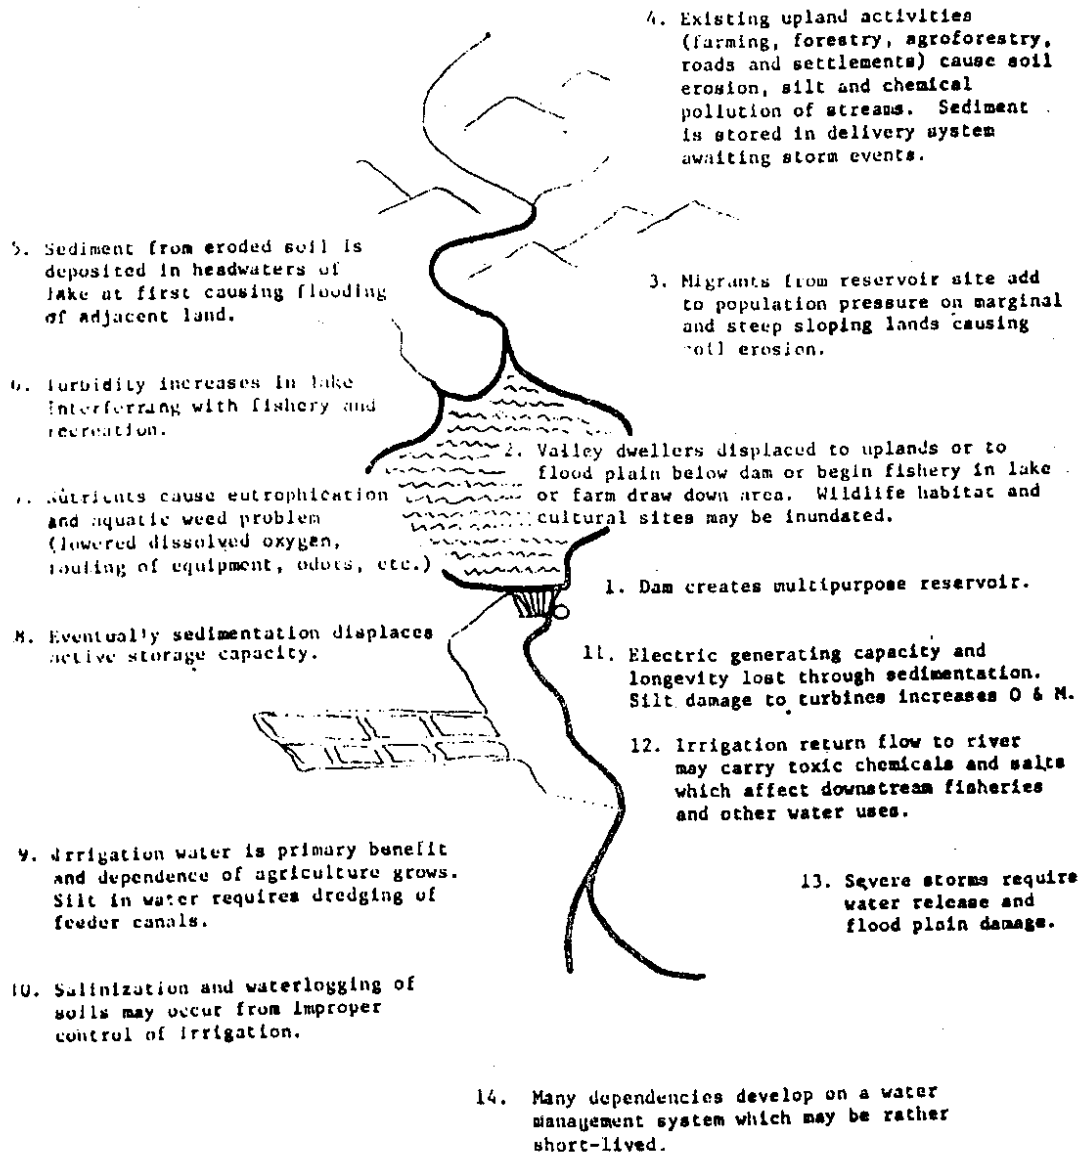 4. Existing upland activities
(farming, forestry, agroforestry,
roads and settlements) cause soil
erosion, silt and chemical
pollution of streams. Sediment
is stored in delivery system
awaiting storm events.
5. Sediment from eroded soil is
deposited in headwaters of
lake at first causing flooding
of adjacent land.
3. Migrants from reservoir site add
to population pressure on marginal
and steep sloping lands causing
soil erosion.
6. Turbidity increases in lake
interferring with fishery and
recreation.
2. Valley dwellers displaced to uplands or to
flood plain below dam or begin fishery in lake
or farm draw down area. Wildlife habitat and
cultural sites may be inundated.
7. Nutrients cause eutrophication
and aquatic weed problem
(lowered dissolved oxygen,
fouling of equipment, odors, etc.)
1. Dam creates multipurpose reservoir.
8. Eventually sedimentation displaces
active storage capacity.
11. Electric generating capacity and
longevity lost through sedimentation.
Silt damage to turbines increases O & M.
12. Irrigation return flow to river
may carry toxic chemicals and salts
which affect downstream fisheries
and other water uses.
9. Irrigation water is primary benefit
and dependence of agriculture grows.
Silt in water requires dredging of
feeder canals.
13. Severe storms require
water release and
flood plain damage.
10. Salinization and waterlogging of
soils may occur from improper
control of irrigation.
14. Many dependencies develop on a water
management system which may be rather
short-lived.